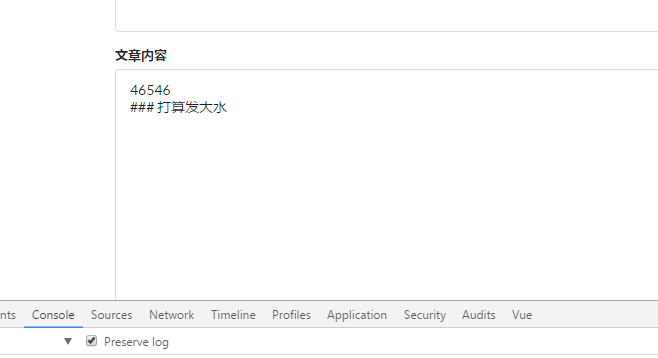 文章内容
46546
### 打算发大水
nts Console Sources Network Timeline Profiles Application Security Audits Vue
Preserve log